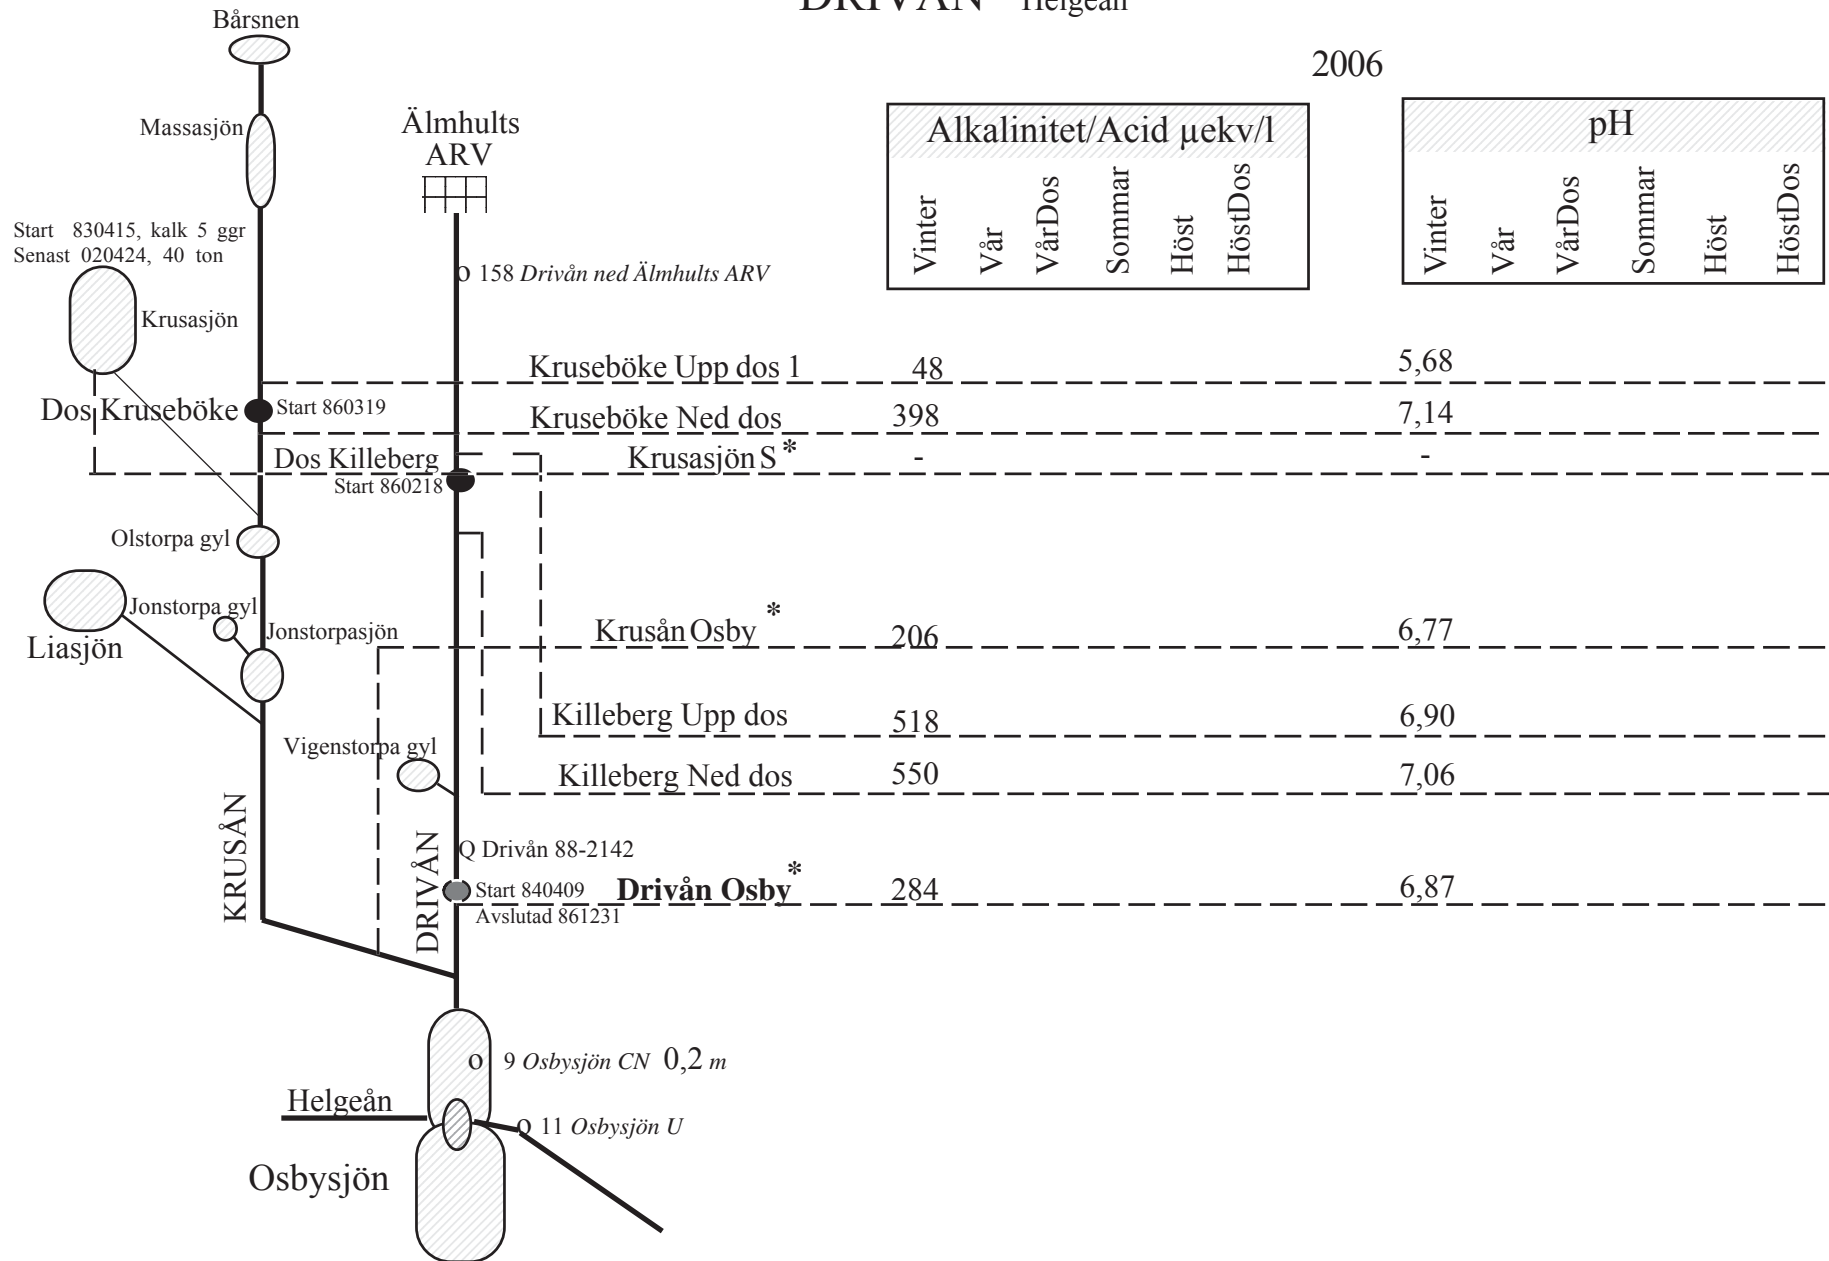 DRIVÅN Helgeån
Bårsnen
2006
Massasjön
Älmhults
ARV
Alkalinitet/Acid µekv/l
pH
Vinter
Vår
VårDos
Sommar
Höst
HöstDos
Vinter
Vår
VårDos
Sommar
Höst
HöstDos
Start 830415, kalk 5 ggr
Senast 020424, 40 ton
o 158 Drivån ned Älmhults ARV
Krusasjön
Kruseböke Upp dos 1 48 5,68
Dos Kruseböke Start 860319
Kruseböke Ned dos 398 7,14
Dos Killeberg
Krusasjön S * - -
Start 860218
Olstorpa gyl
Jonstorpa gyl
Jonstorpasjön
Liasjön
Krusån Osby * 206 6,77
Killeberg Upp dos 518 6,90
Vigenstorpa gyl
Killeberg Ned dos 550 7,06
KRUSÅN
DRIVÅN
Q Drivån 88-2142
Start 840409
Drivån Osby * 284 6,87
Avslutad 861231
o 9 Osbysjön CN 0,2 m
Helgeån
o 11 Osbysjön U
Osbysjön